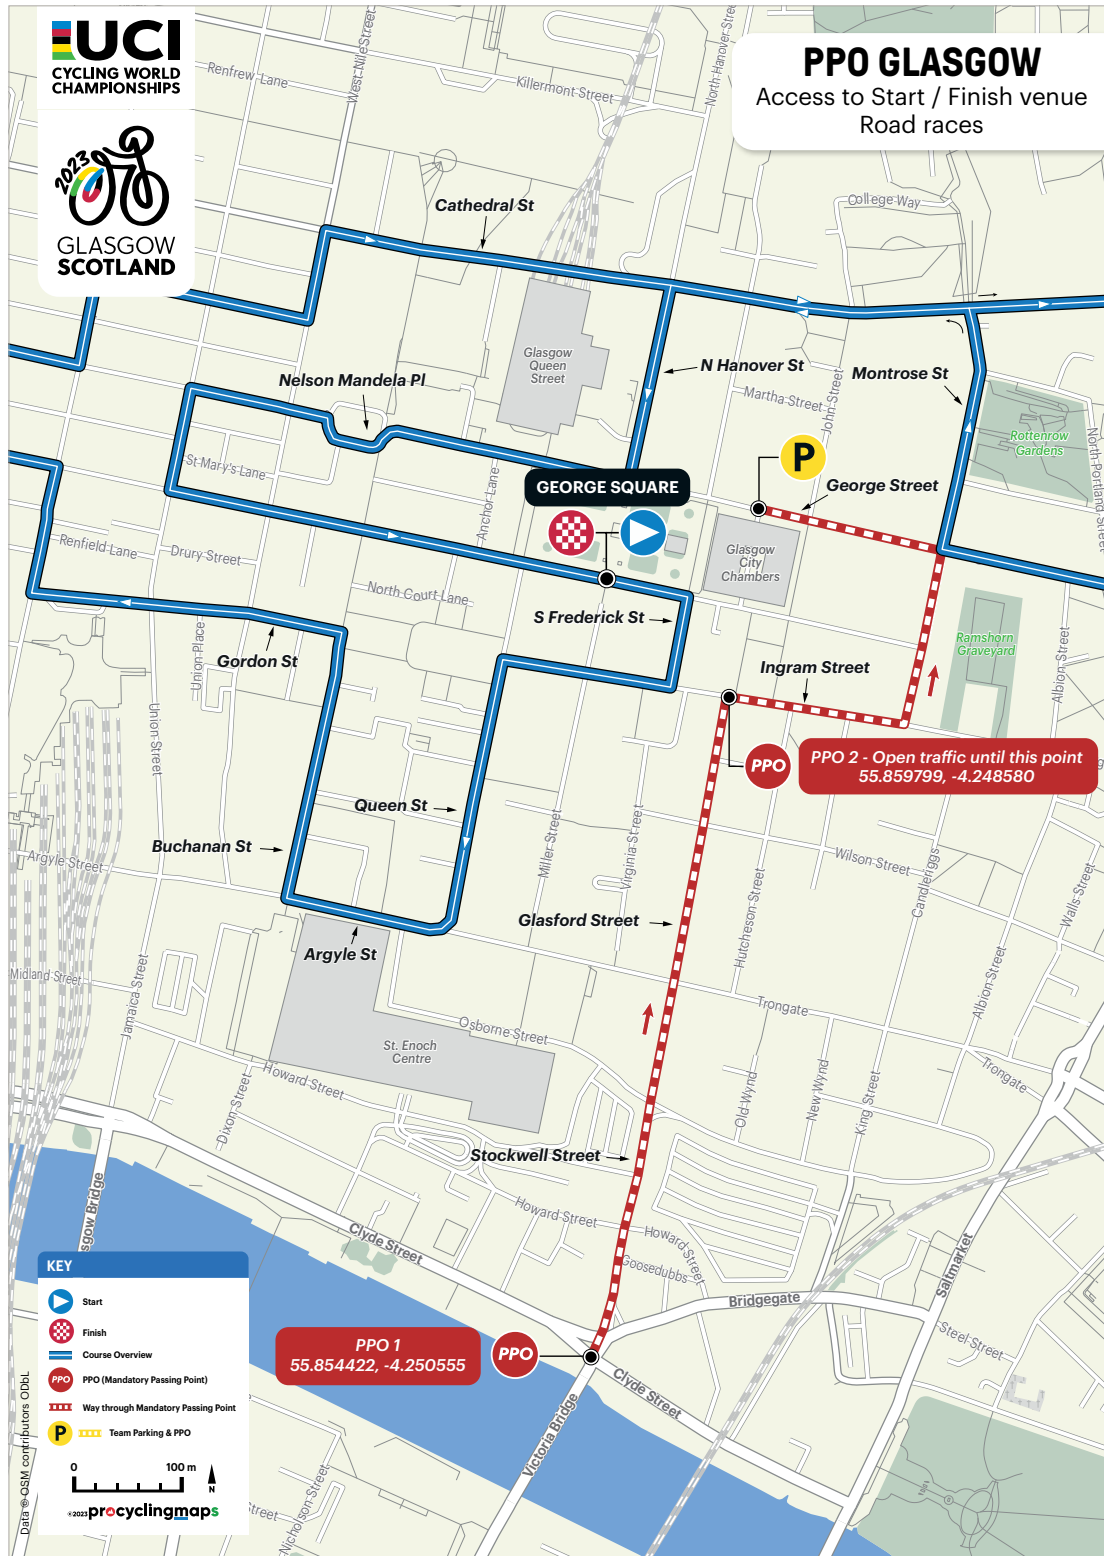 UCI
CYCLING WORLD
CHAMPIONSHIPS
2023
GLASGOW
SCOTLAND
PPO GLASGOW
Access to Start / Finish venue
Road races
Renfrew Lane
West Nile Street
Killermont Street
North Hanover Street
College Way
Cathedral St
Glasgow
Queen
Street
N Hanover St
Montrose St
Nelson Mandela Pl
Martha Street
John Street
Rottenrow
Gardens
North Portland Street
St Mary's Lane
Anchor Lane
P
George Street
GEORGE SQUARE
Renfield Lane
Drury Street
North Court Lane
Glasgow
City
Chambers
S Frederick St
Ramshorn
Graveyard
Gordon St
Union Place
Ingram Street
Albion Street
Union Street
PPO
PPO 2 - Open traffic until this point
55.859799, -4.248580
Queen St
Buchanan St
Argyle Street
Miller Street
Virginia Street
Wilson Street
Candleriggs
Hutcheson Street
Walls Street
Glasford Street
Argyle St
Midland Street
Jamaica Street
Albion Street
Trongate
Osborne Street
St. Enoch
Centre
Howard Street
Dixon Street
Old Wynd
New Wynd
King Street
Trongate
Stockwell Street
Howard Street
Howard Street
Goosedubbs
Clyde Street
sgow Bridge
Saltmarket
Bridgegate
Steel Street
PPO 1
55.854422, -4.250555
PPO
Clyde Street
Victoria Bridge
Nicholson Street
Street
KEY
Start
Finish
Course Overview
PPO
PPO (Mandatory Passing Point)
Way through Mandatory Passing Point
P
Team Parking & PPO
0 100 m
N
©2023 procyclingmaps
Data © OSM contributors ODbL